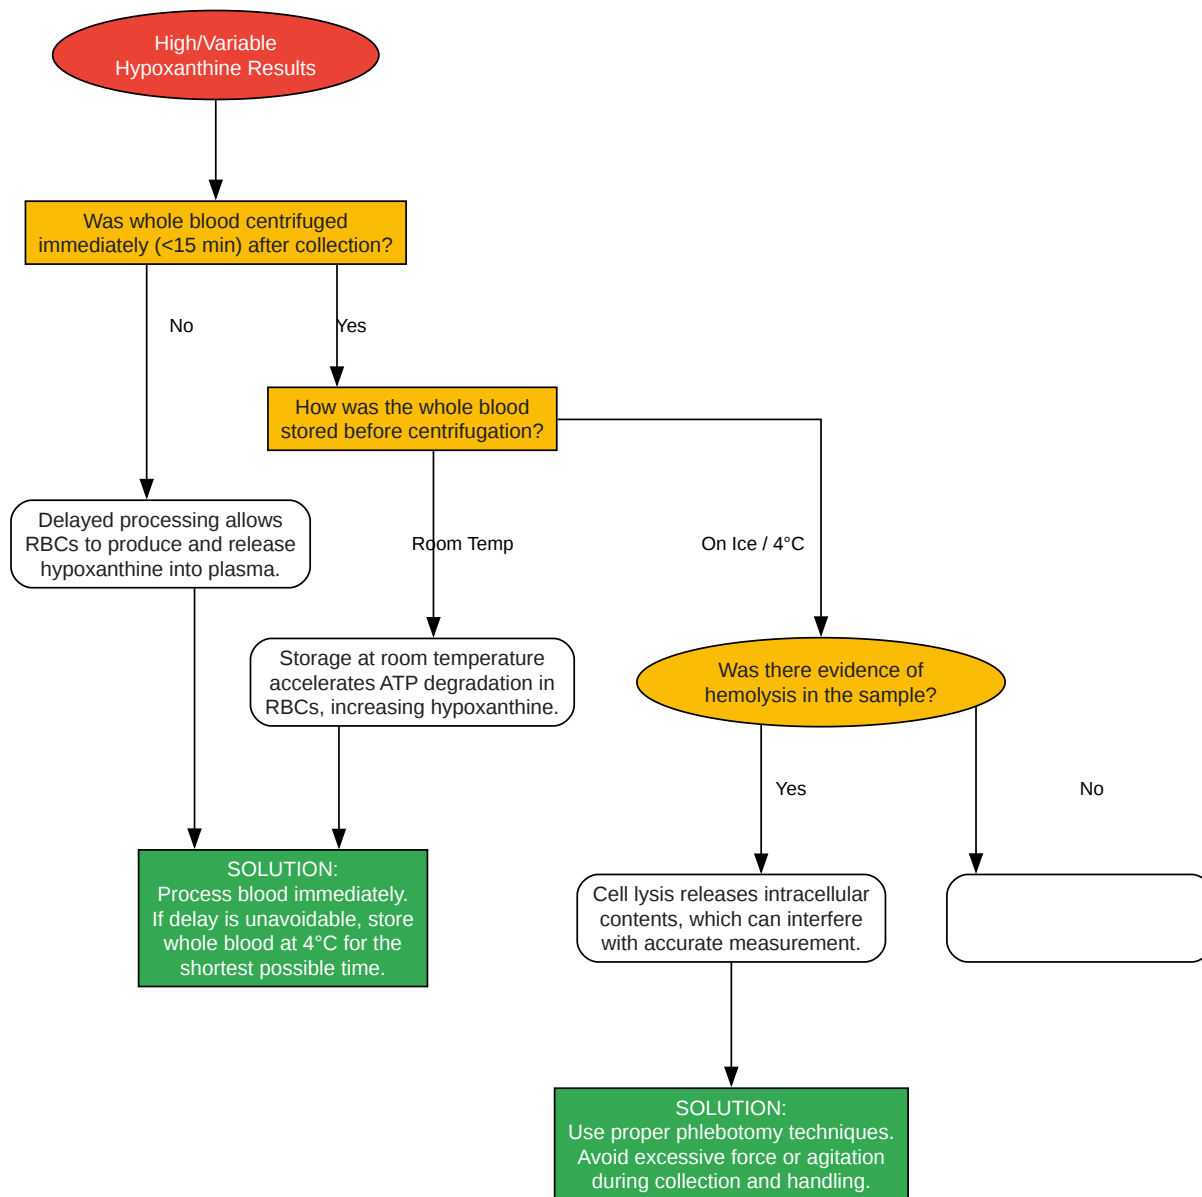 High/Variable
Hypoxanthine Results
Was whole blood centrifuged
immediately (<15 min) after collection?
No
Yes
How was the whole blood
stored before centrifugation?
Delayed processing allows
RBCs to produce and release
hypoxanthine into plasma.
Room Temp
On Ice / 4°C
Storage at room temperature
accelerates ATP degradation in
RBCs, increasing hypoxanthine.
Was there evidence of
hemolysis in the sample?
Yes
No
SOLUTION:
Process blood immediately.
If delay is unavoidable, store
whole blood at 4°C for the
shortest possible time.
Cell lysis releases intracellular
contents, which can interfere
with accurate measurement.
SOLUTION:
Use proper phlebotomy techniques.
Avoid excessive force or agitation
during collection and handling.